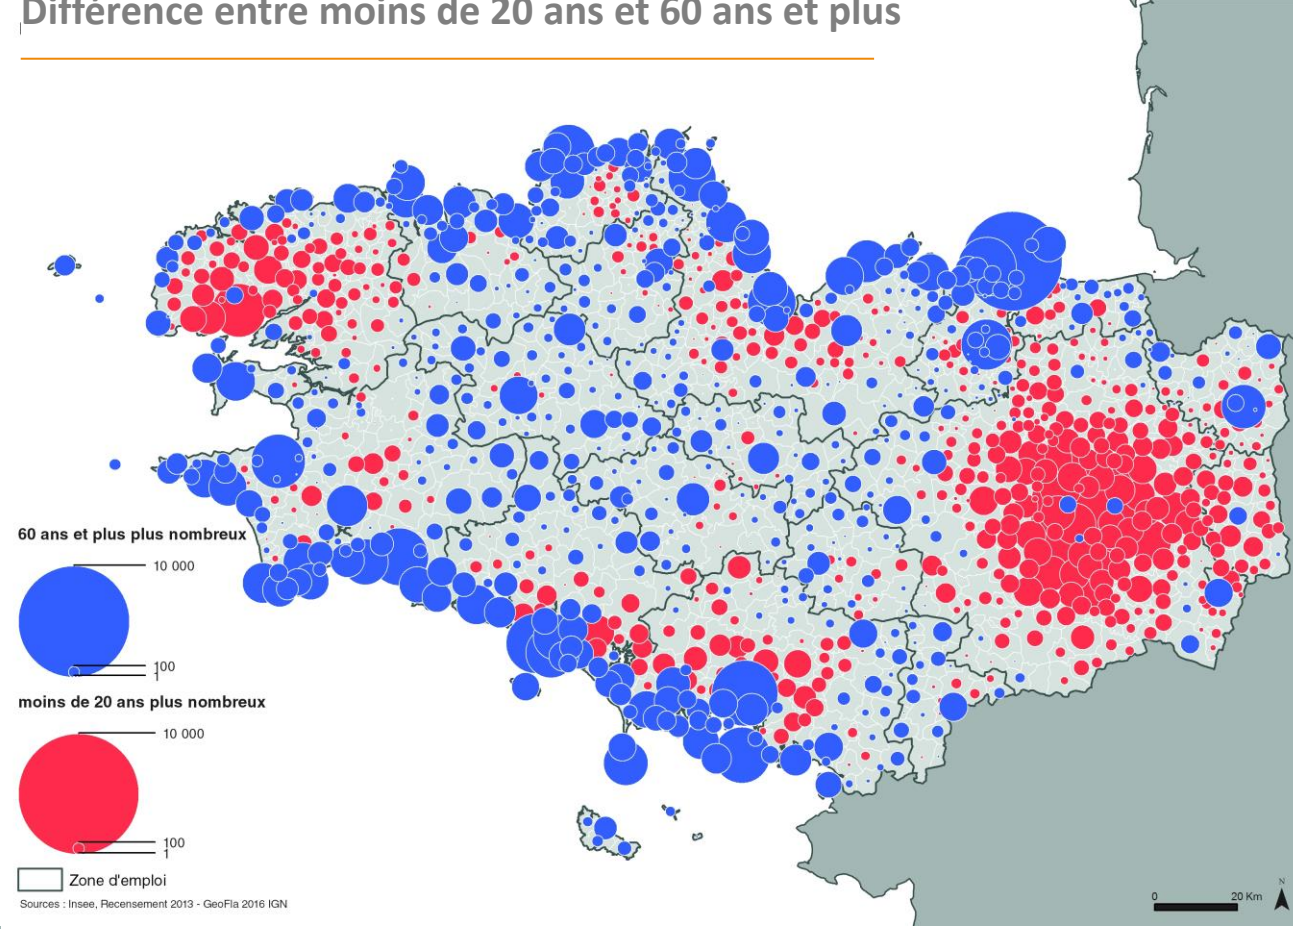 Différence entre moins de 20 ans et 60 ans et plus
60 ans et plus plus nombreux
10 000
100
1
moins de 20 ans plus nombreux
10 000
100
1
Zone d'emploi
Sources : Insee, Recensement 2013 - GeoFla 2016 IGN
0 20 Km
N